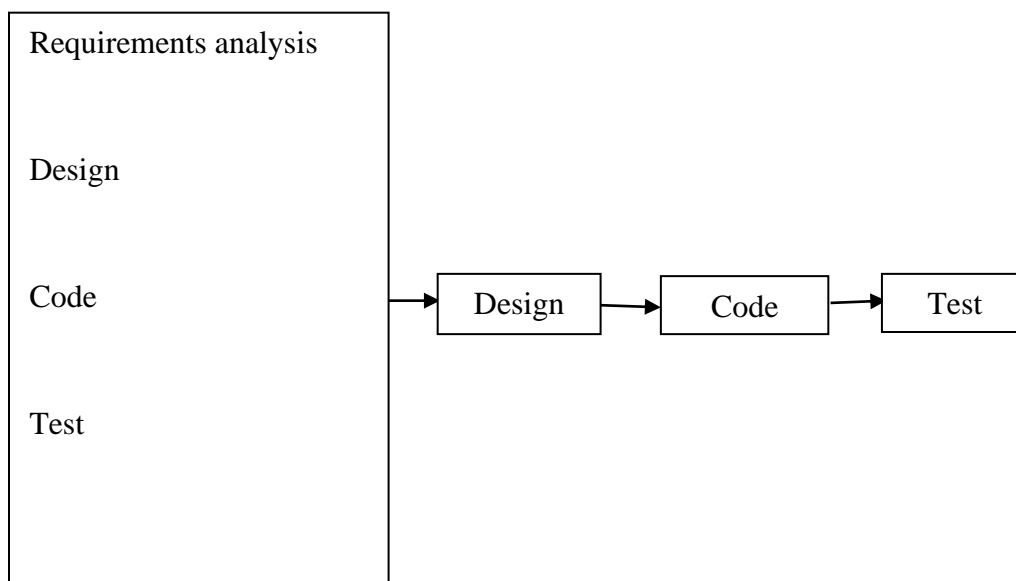 Requirements analysis
Design
Code
Test
Design
Code
Test